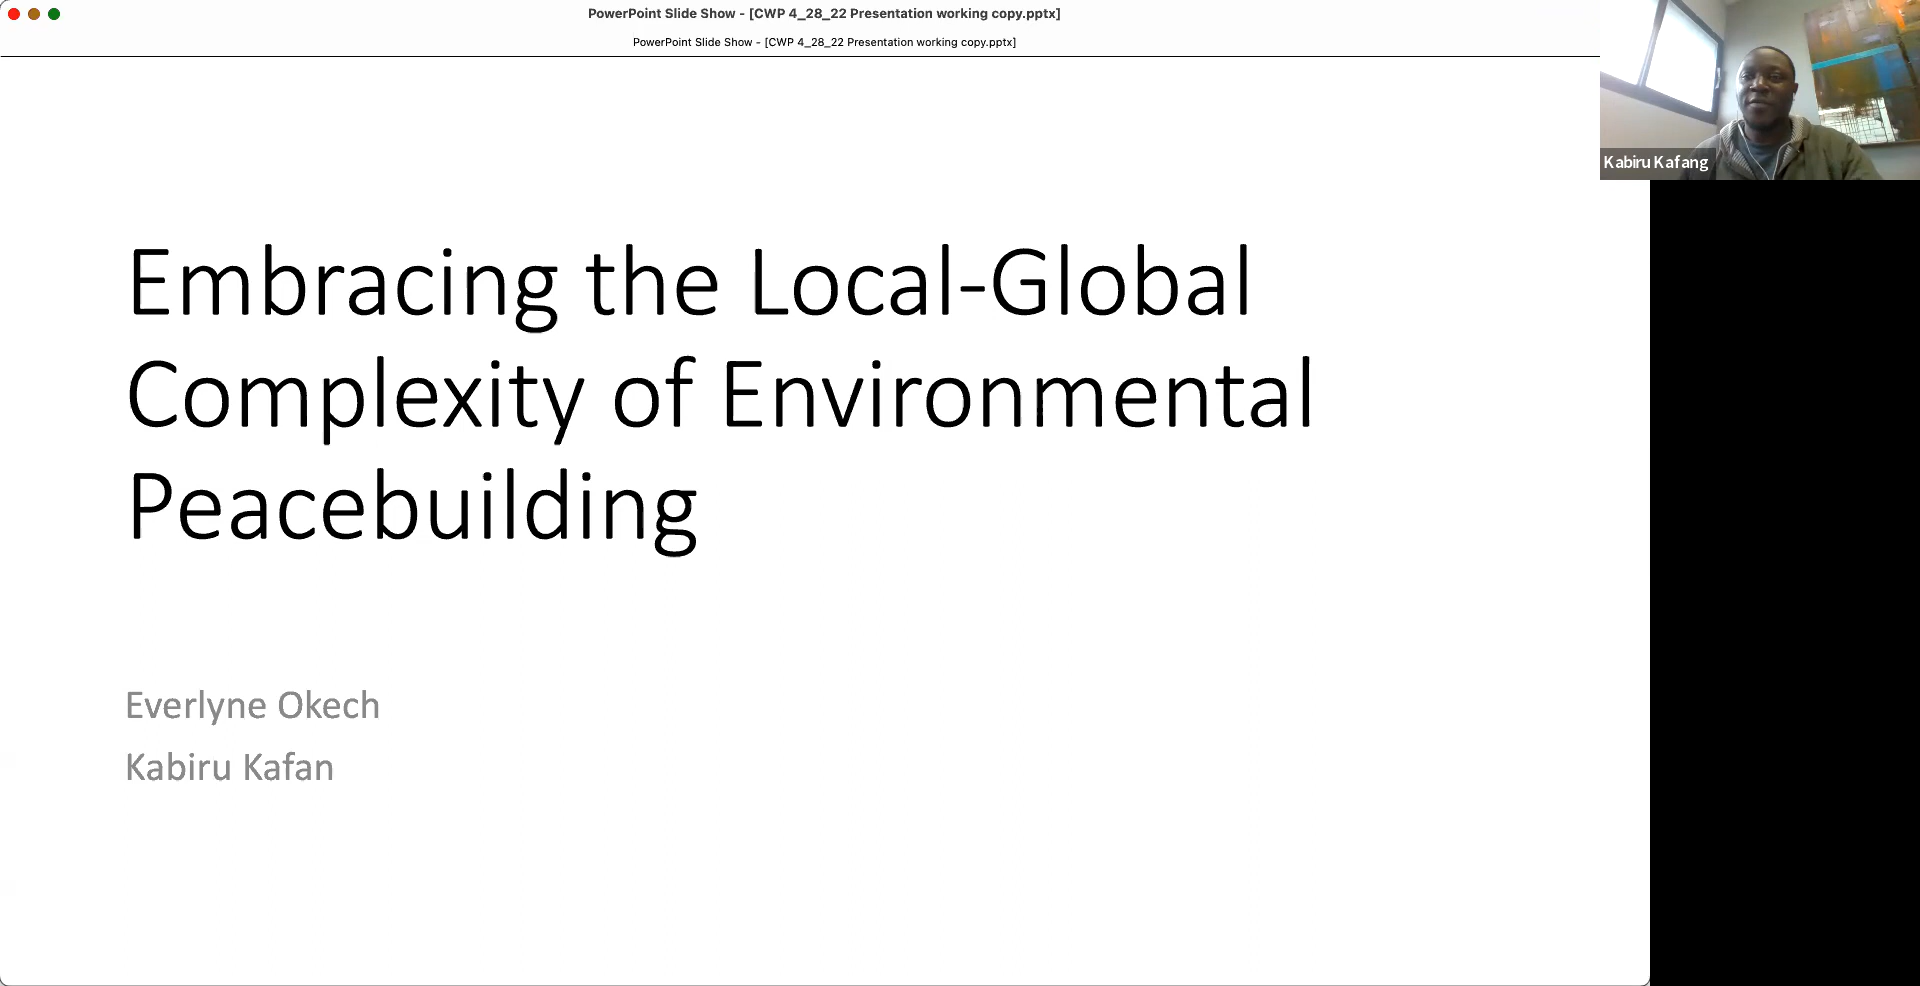 PowerPoint Slide Show - [CWP 4_28_22 Presentation working copy.pptx]
PowerPoint Slide Show - [CWP 4_28_22 Presentation working copy.pptx]
Kabiru Kafang
Embracing the Local-Global
Complexity of Environmental
Peacebuilding
Everlyne Okech
Kabiru Kafan